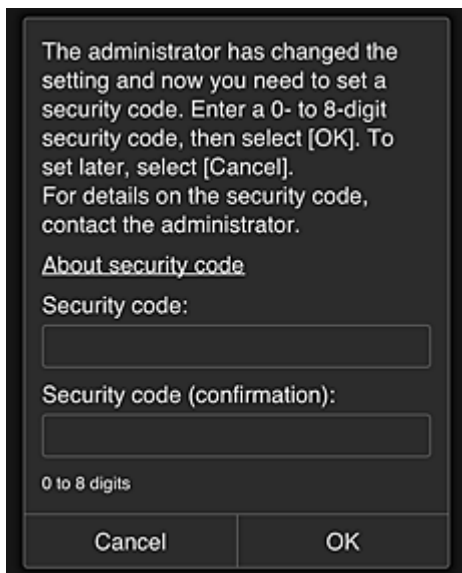 The administrator has changed the
setting and now you need to set a
security code. Enter a 0- to 8-digit
security code, then select [OK]. To
set later, select [Cancel].
For details on the security code,
contact the administrator.
About security code
Security code:
Security code (confirmation):
0 to 8 digits
Cancel
OK